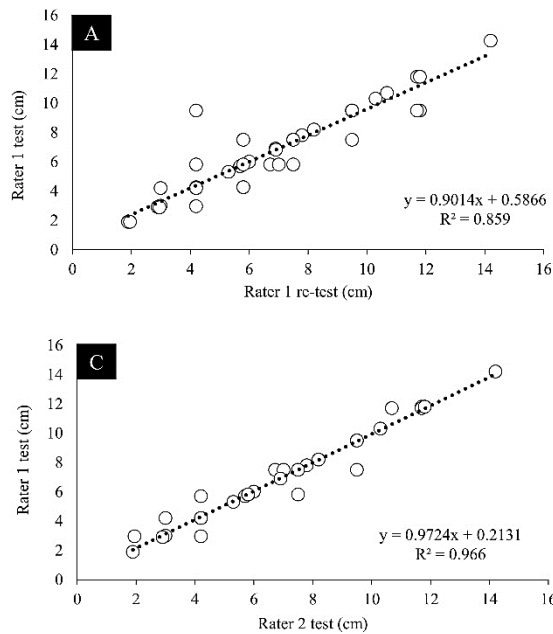 A
16
14
12
10
8
6
4
2
0
Rater 1 test (cm)
y = 0.9014x + 0.5866
R² = 0.859
0 2 4 6 8 10 12 14 16
Rater 1 re-test (cm)
C
16
14
12
10
8
6
4
2
0
Rater 1 test (cm)
y = 0.9724x + 0.2131
R² = 0.966
0 2 4 6 8 10 12 14 16
Rater 2 test (cm)